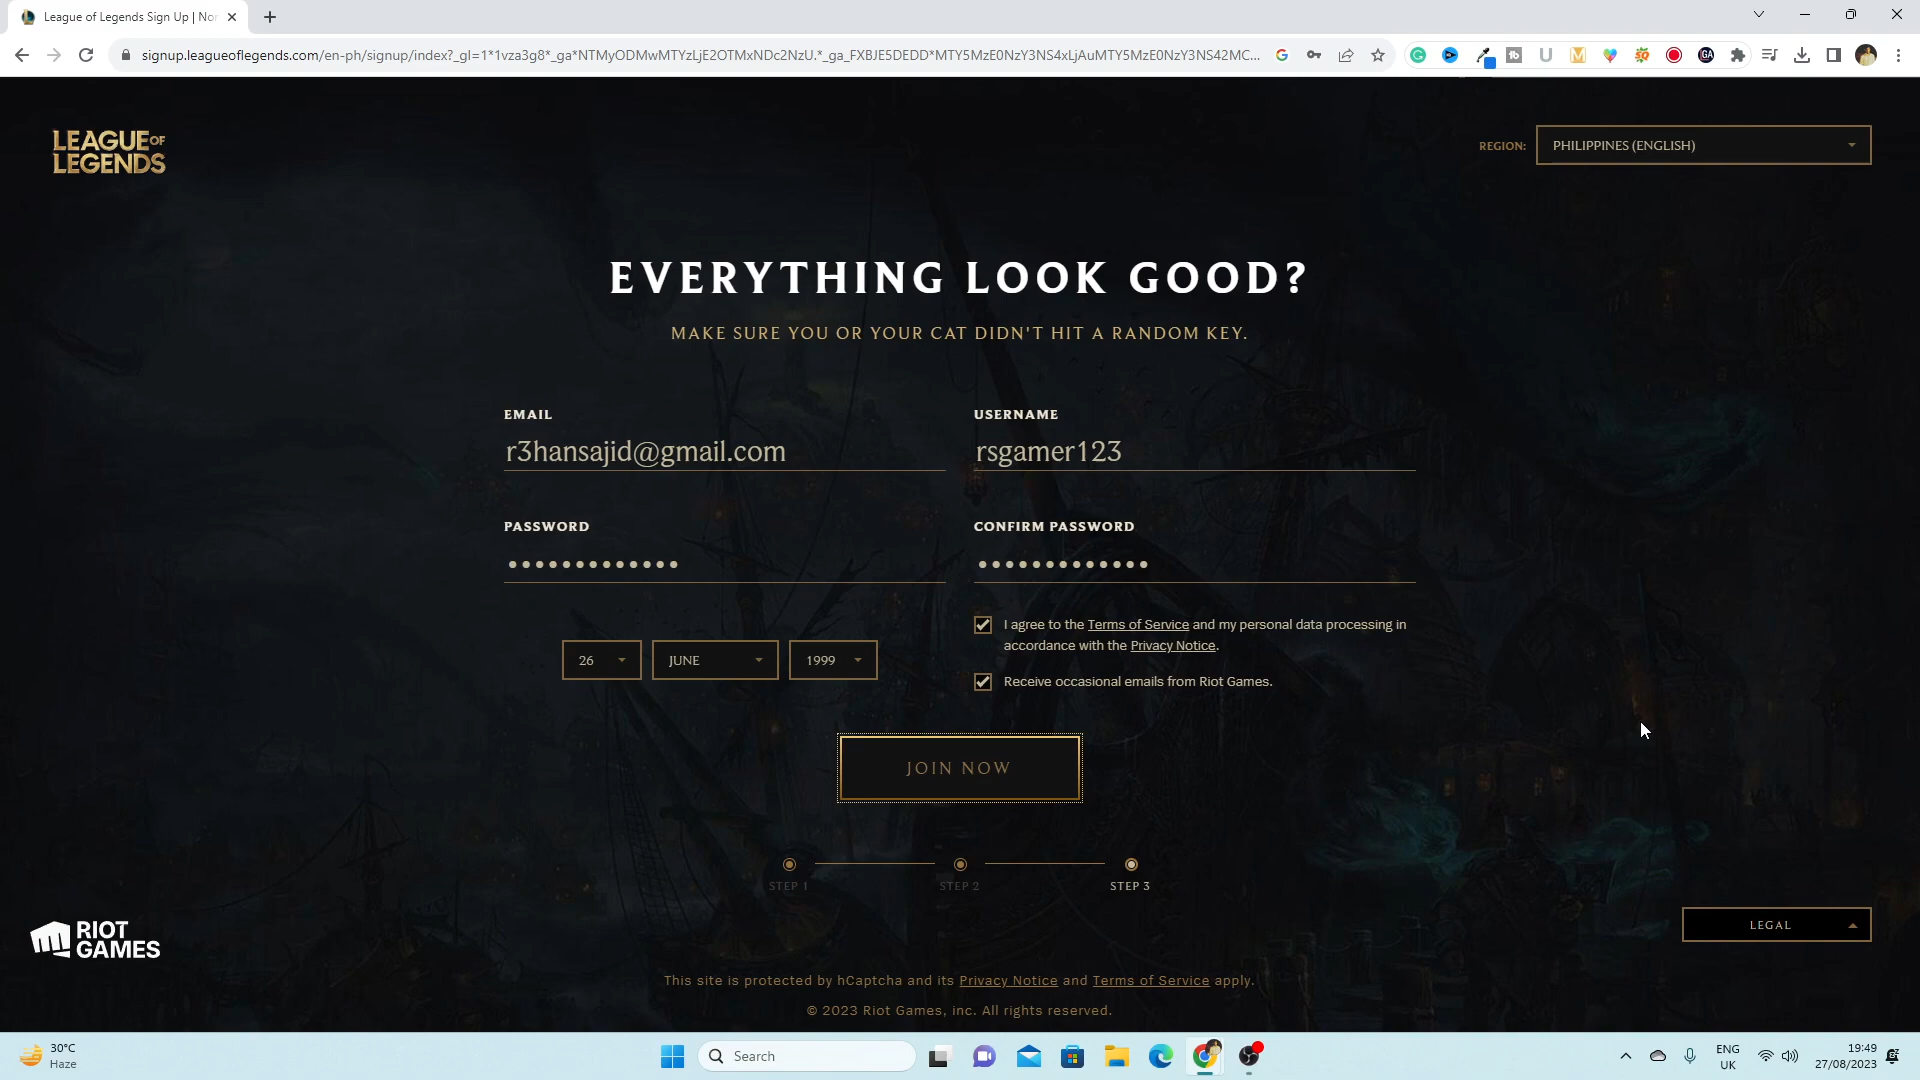 League of Legends Sign Up | Nor
signup.leagueoflegends.com/en-ph/signup/index?_gl=1*1vza3g8*_ga*NTMyODMwMTYzLjE2OTMxNDc2NzU.*_ga_FXBJE5DEDD*MTY5MzE0NzY3NS4xLjAuMTY5MzE0NzY3NS42MC...
LEAGUE OF
LEGENDS
REGION:
PHILIPPINES (ENGLISH)
EVERYTHING LOOK GOOD?
MAKE SURE YOU OR YOUR CAT DIDN'T HIT A RANDOM KEY.
EMAIL
USERNAME
r3hansajid@gmail.com
rsgamer123
PASSWORD
CONFIRM PASSWORD
•••••••••••••
•••••••••••••
I agree to the Terms of Service and my personal data processing in
accordance with the Privacy Notice.
26
JUNE
1999
Receive occasional emails from Riot Games.
JOIN NOW
STEP 1
STEP 2
STEP 3
RIOT
GAMES
LEGAL
This site is protected by hCaptcha and its Privacy Notice and Terms of Service apply.
© 2023 Riot Games, inc. All rights reserved.
30°C
Haze
Search
ENG
UK
19:49
27/08/2023